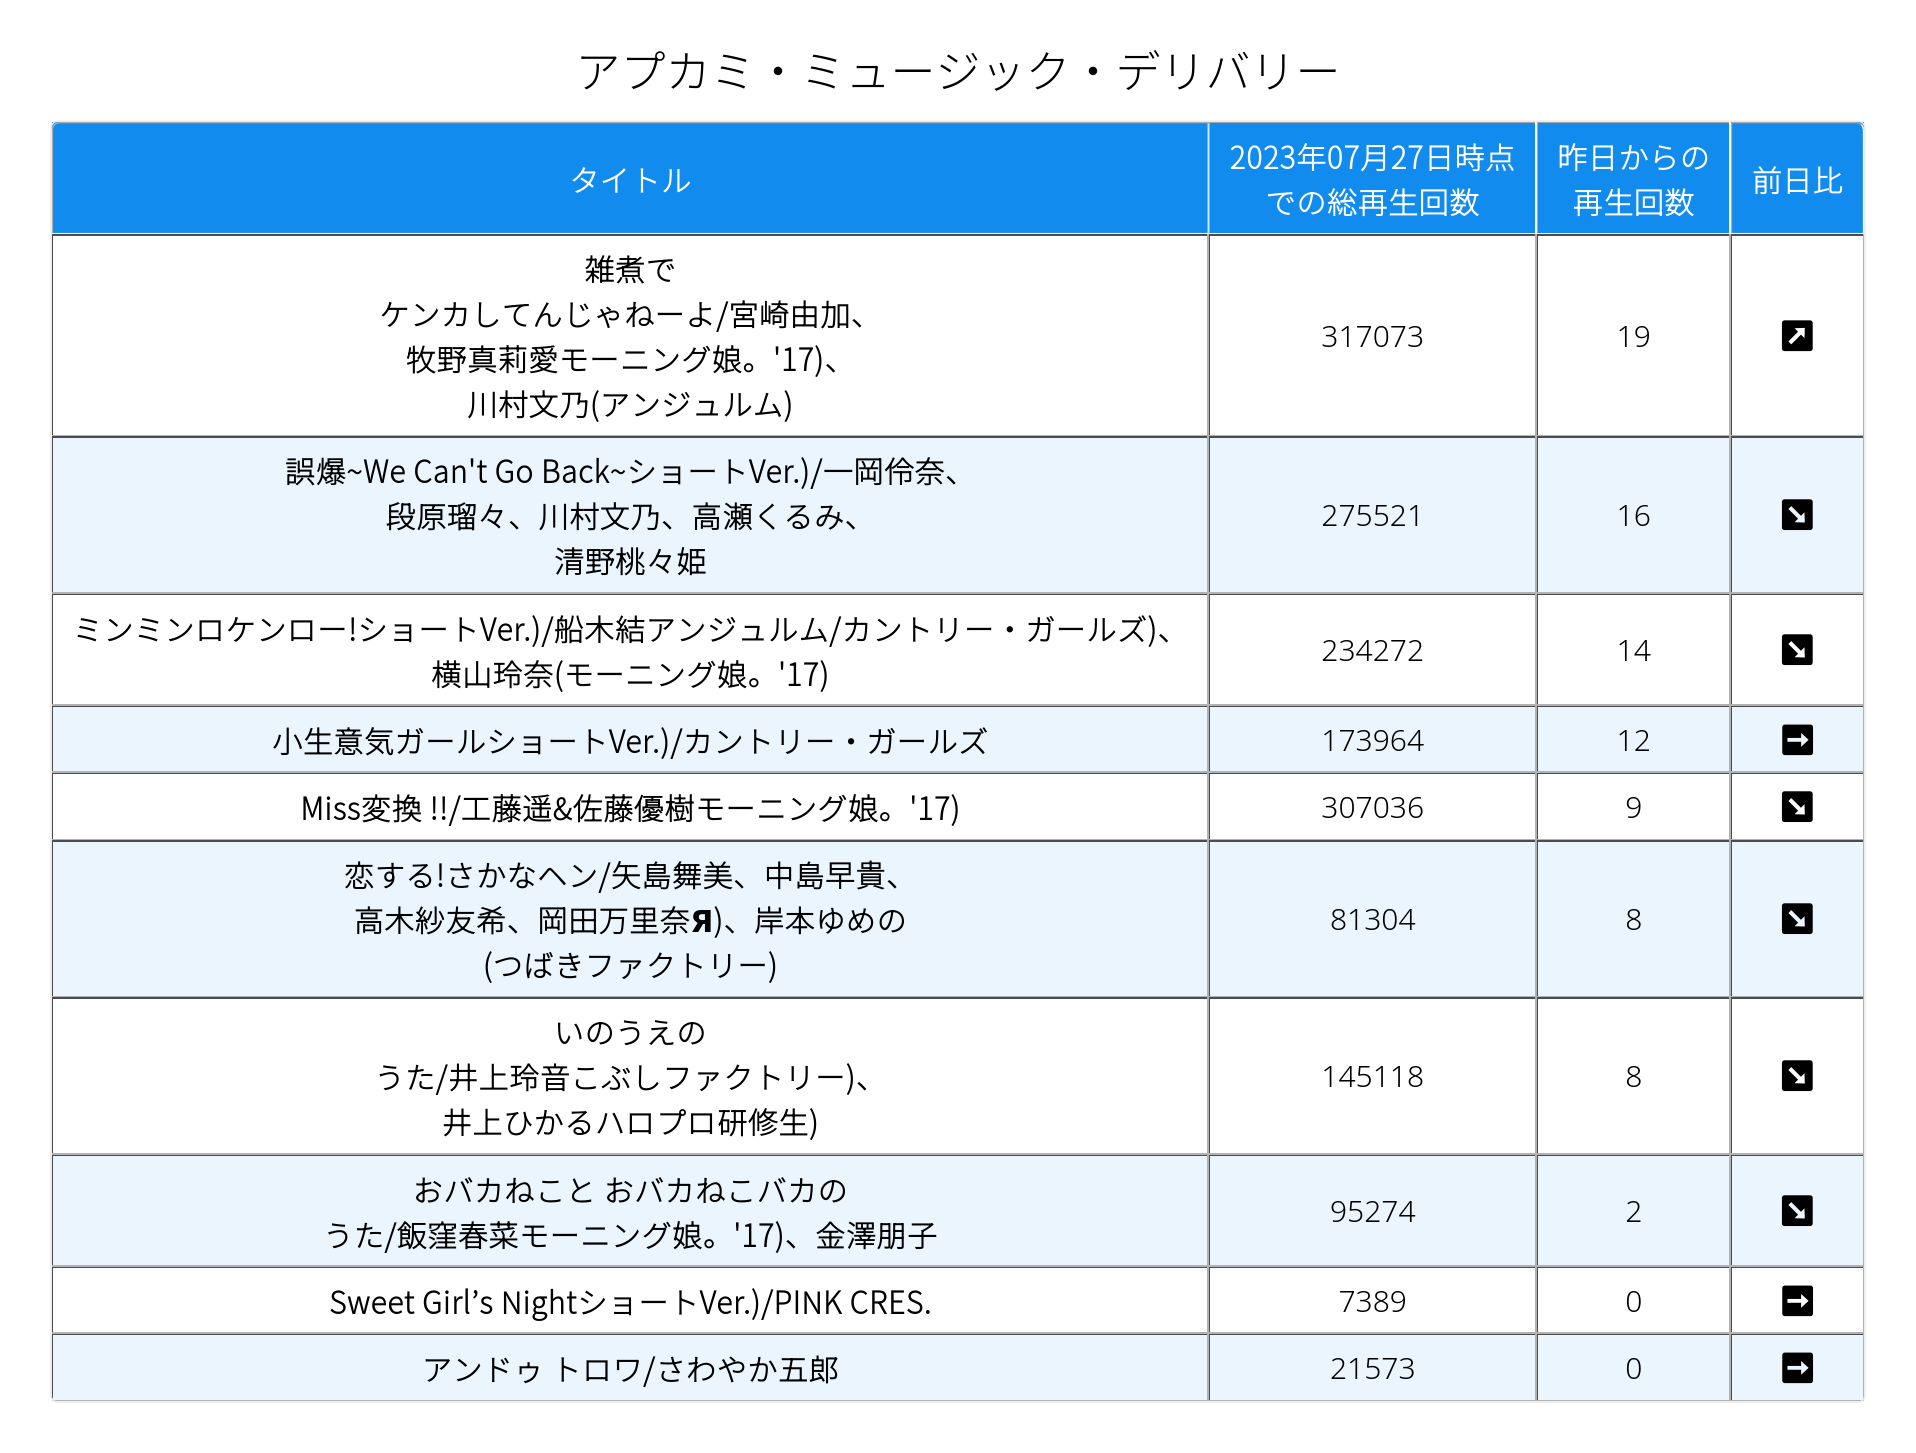 アプカミ・ミュージック・デリバリー
タイトル
2023年07月27日時点
での総再生回数
昨日からの
再生回数
前日比
雑煮で
ケンカしてんじゃねーよ/宮崎由加、
牧野真莉愛モーニング娘。'17)、
川村文乃(アンジュルム)
317073
19
誤爆~We Can't Go Back~ショートVer.)/一岡伶奈、
段原瑠々、川村文乃、高瀬くるみ、
清野桃々姫
275521
16
ミンミンロケンロー!ショートVer.)/船木結アンジュルム/カントリー・ガールズ)、
横山玲奈(モーニング娘。'17)
234272
14
小生意気ガールショートVer.)/カントリー・ガールズ
173964
12
Miss変換 !!/工藤遥&佐藤優樹モーニング娘。'17)
307036
9
恋する!さかなヘン/矢島舞美、中島早貴、
高木紗友希、岡田万里奈Я)、岸本ゆめの
(つばきファクトリー)
81304
8
いのうえの
うた/井上玲音こぶしファクトリー)、
井上ひかるハロプロ研修生)
145118
8
おバカねこと おバカねこバカの
うた/飯窪春菜モーニング娘。'17)、金澤朋子
95274
2
Sweet Girl’s NightショートVer.)/PINK CRES.
7389
0
アンドゥ トロワ/さわやか五郎
21573
0